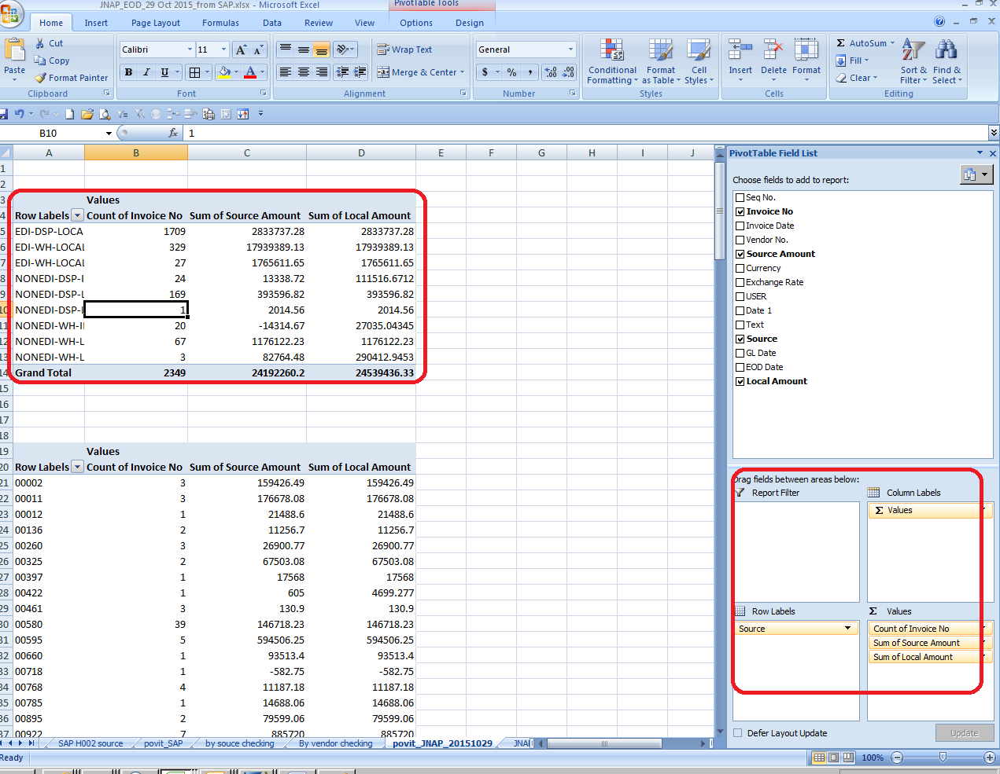 JNAP_EOD_29 Oct 2015_from SAP.xlsx - Microsoft Excel
PivotTable Tools
Home Insert Page Layout Formulas Data Review View Options Design
Paste
Cut
Copy
Format Painter
Clipboard
Calibri 11
B I U
Font
Wrap Text
Merge & Center
Alignment
General
$ % ,
Number
Conditional Formatting
Format as Table
Cell Styles
Styles
Insert Delete Format
Cells
Σ AutoSum
Fill
Clear
Sort & Filter
Find & Select
Editing
B10 fx 1
A B C D E F G H I J
1
2
3 Values
4 Row Labels Count of Invoice No Sum of Source Amount Sum of Local Amount
5 EDI-DSP-LOCA 1709 2833737.28 2833737.28
6 EDI-WH-LOCAL 329 17939389.13 17939389.13
7 EDI-WH-LOCAL 27 1765611.65 1765611.65
8 NONEDI-DSP-I 24 13338.72 111516.6712
9 NONEDI-DSP-L 169 393596.82 393596.82
10 NONEDI-DSP-L 1 2014.56 2014.56
11 NONEDI-WH-II 20 -14314.67 27035.04345
12 NONEDI-WH-L 67 1176122.23 1176122.23
13 NONEDI-WH-L 3 82764.48 290412.9453
14 Grand Total 2349 24192260.2 24539436.33
15
16
17
18
19 Values
20 Row Labels Count of Invoice No Sum of Source Amount Sum of Local Amount
21 00002 3 159426.49 159426.49
22 00011 3 176678.08 176678.08
23 00012 1 21488.6 21488.6
24 00136 2 11256.7 11256.7
25 00260 3 26900.77 26900.77
26 00325 2 67503.08 67503.08
27 00397 1 17568 17568
28 00422 1 605 4699.277
29 00461 3 130.9 130.9
30 00580 39 146718.23 146718.23
31 00595 5 594506.25 594506.25
32 00660 1 93513.4 93513.4
33 00718 1 -582.75 -582.75
34 00768 4 11187.18 11187.18
35 00785 1 14688.06 14688.06
36 00895 2 79599.06 79599.06
37 00922 7 885720 885720
SAP H002 source povit_SAP by souce checking By vendor checking povit_JNAP_20151029 JNAI
Ready
100%
PivotTable Field List
Choose fields to add to report:
Seq No.
Invoice No
Invoice Date
Vendor No.
Source Amount
Currency
Exchange Rate
USER
Date 1
Text
Source
GL Date
EOD Date
Local Amount
Drag fields between areas below:
Report Filter
Column Labels
Σ Values
Row Labels
Source
Σ Values
Count of Invoice No
Sum of Source Amount
Sum of Local Amount
Defer Layout Update
Update